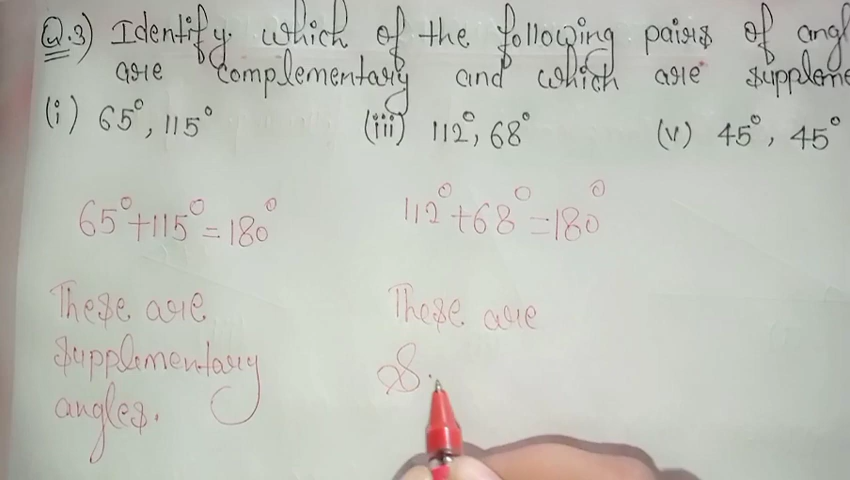 Q.3) Identify which of the following pairs of angl
are complementary and which are suppleme
(i) 65°, 115° (iii) 112°, 68° (v) 45°, 45°
65° + 115° = 180° 112° + 68° = 180°
These are These are
supplementary S
angles.